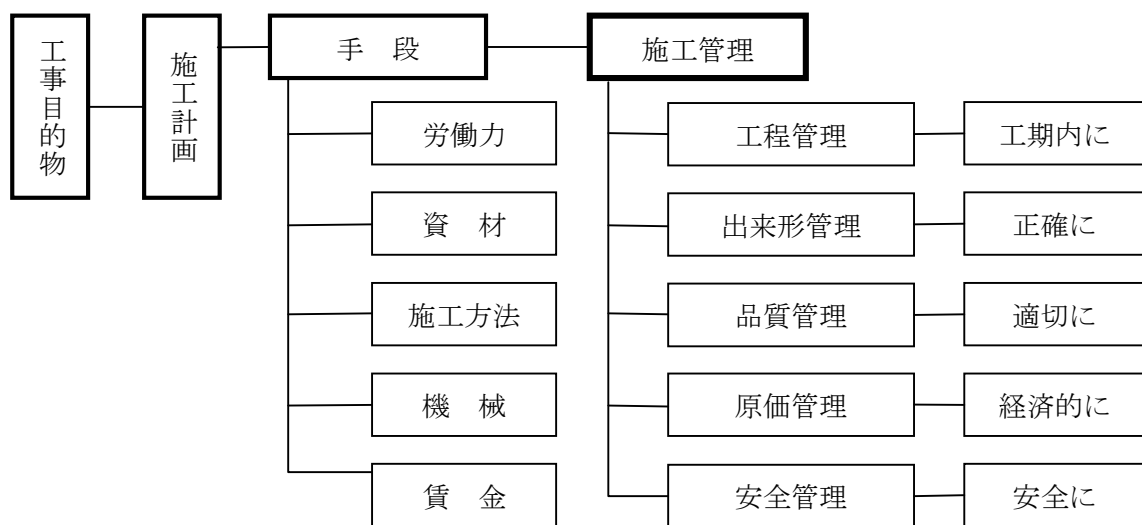 工事目的物
施工計画
手　段
施工管理
労働力
工程管理
工期内に
資　材
出来形管理
正確に
施工方法
品質管理
適切に
機　械
原価管理
経済的に
賃　金
安全管理
安全に